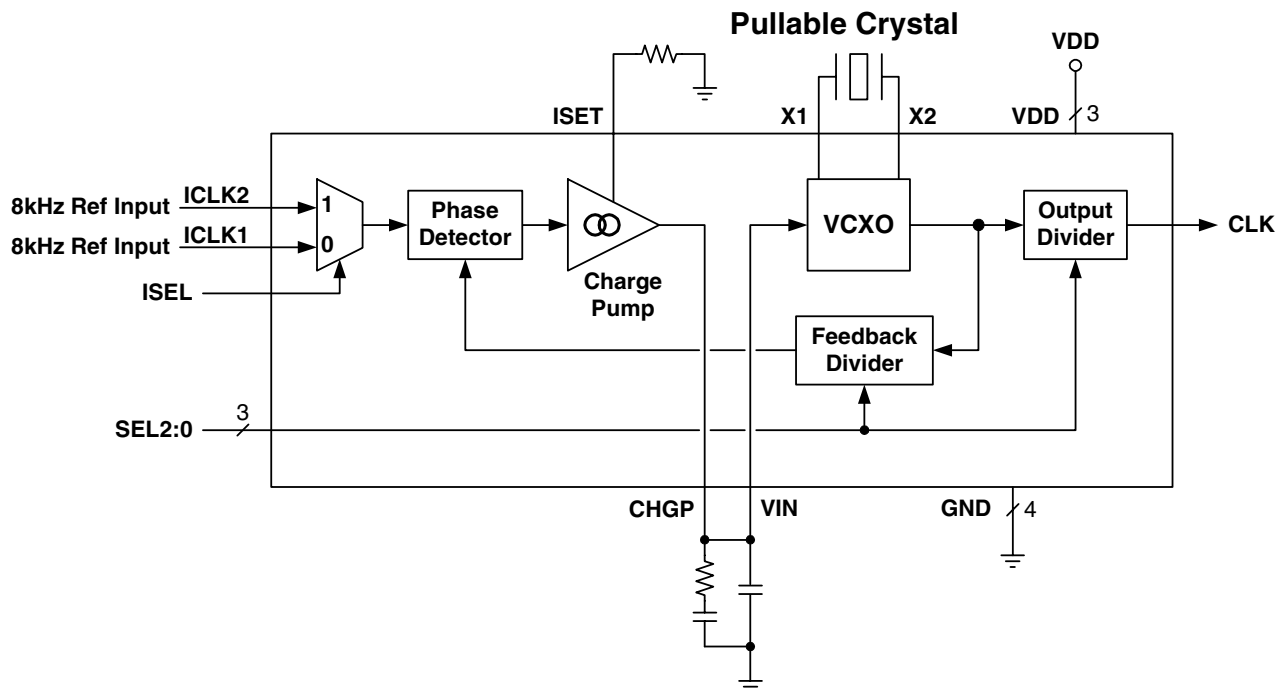 Pullable Crystal
VDD
ISET
X1
X2
VDD
3
8kHz Ref Input
ICLK2
1
8kHz Ref Input
ICLK1
0
Phase
Detector
Charge
Pump
VCXO
Output
Divider
CLK
ISEL
Feedback
Divider
SEL2:0
3
CHGP
VIN
GND
4